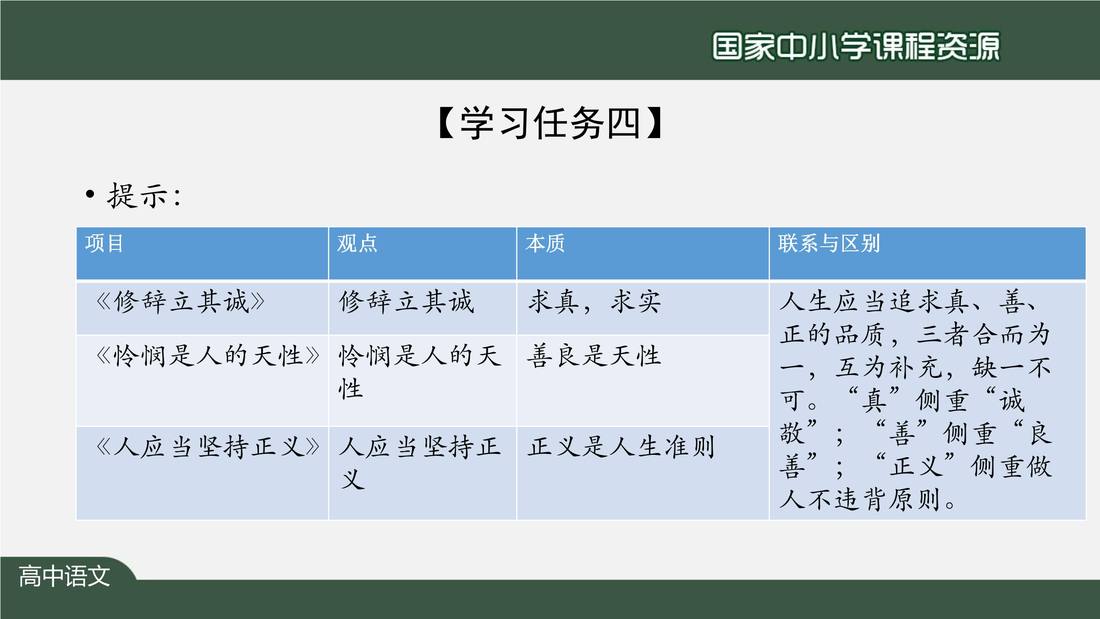 国家中小学课程资源
【学习任务四】
• 提示：
项目 观点 本质 联系与区别
《修辞立其诚》 修辞立其诚 求真，求实
《怜悯是人的天性》 怜悯是人的天
性 善良是天性
《人应当坚持正义》 人应当坚持正
义 正义是人生准则
人生应当追求真、善、
正的品质，三者合而为
一，互为补充，缺一不
可。“真”侧重“诚
敬”；“善”侧重“良
善”；“正义”侧重做
人不违背原则。
高中语文